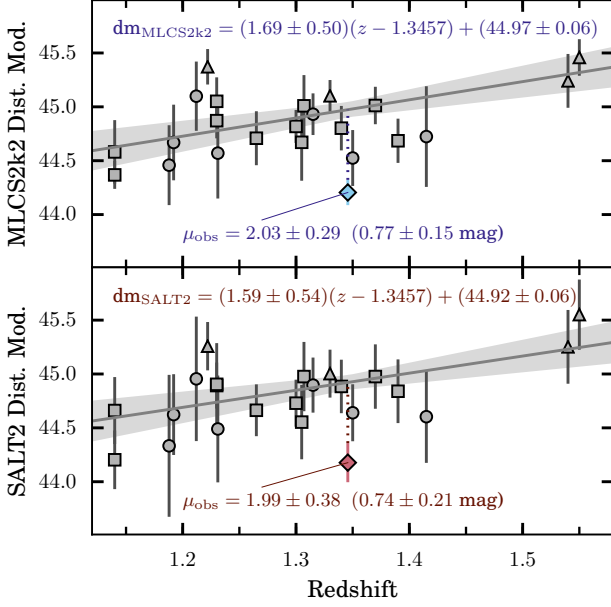 dm_MLCS2k2 = (1.69 ± 0.50)(z − 1.3457) + (44.97 ± 0.06)
45.5
45.0
44.5
44.0
MLCS2k2 Dist. Mod.
μ_obs = 2.03 ± 0.29 (0.77 ± 0.15 mag)
dm_SALT2 = (1.59 ± 0.54)(z − 1.3457) + (44.92 ± 0.06)
45.5
45.0
44.5
44.0
SALT2 Dist. Mod.
μ_obs = 1.99 ± 0.38 (0.74 ± 0.21 mag)
1.2 1.3 1.4 1.5
Redshift